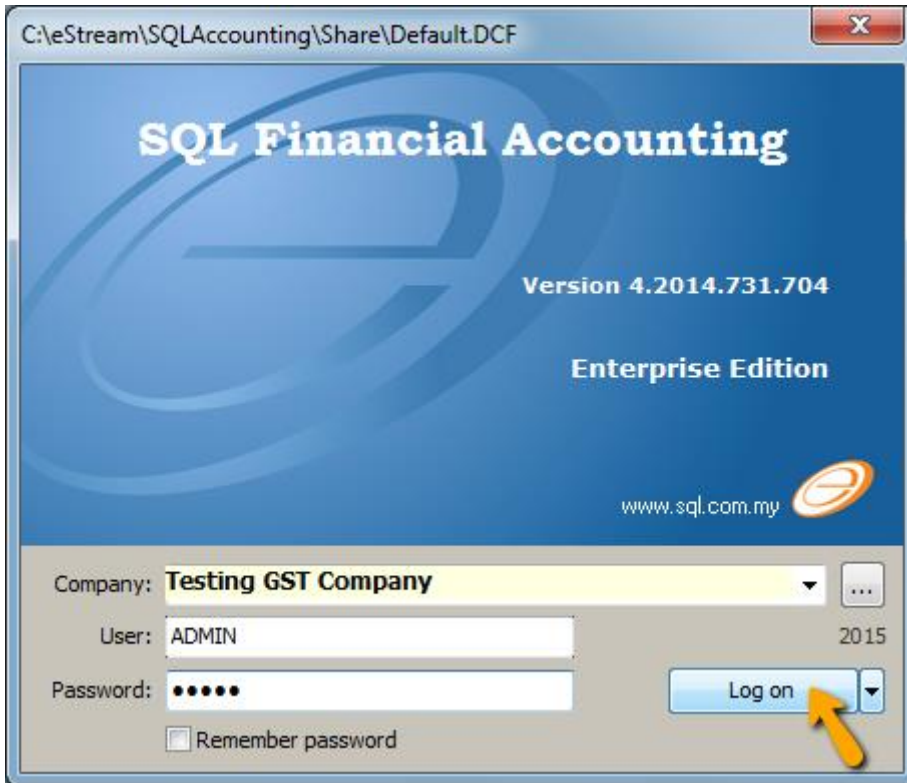 C:\eStream\SQLAccounting\Share\Default.DCF
SQL Financial Accounting
Version 4.2014.731.704
Enterprise Edition
www.sql.com.my
Company: Testing GST Company ...
User: ADMIN 2015
Password: ●●●●● Log on
Remember password